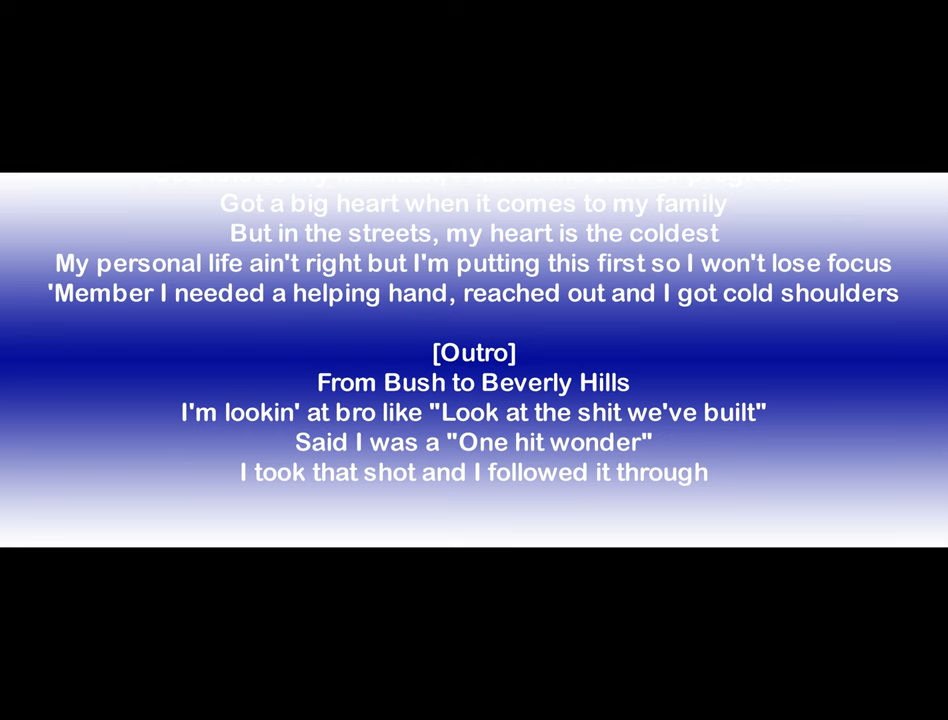 Got a big heart when it comes to my family
But in the streets, my heart is the coldest
My personal life ain't right but I'm putting this first so I won't lose focus
'Member I needed a helping hand, reached out and I got cold shoulders
[Outro]
From Bush to Beverly Hills
I'm lookin' at bro like "Look at the shit we've built"
Said I was a "One hit wonder"
I took that shot and I followed it through